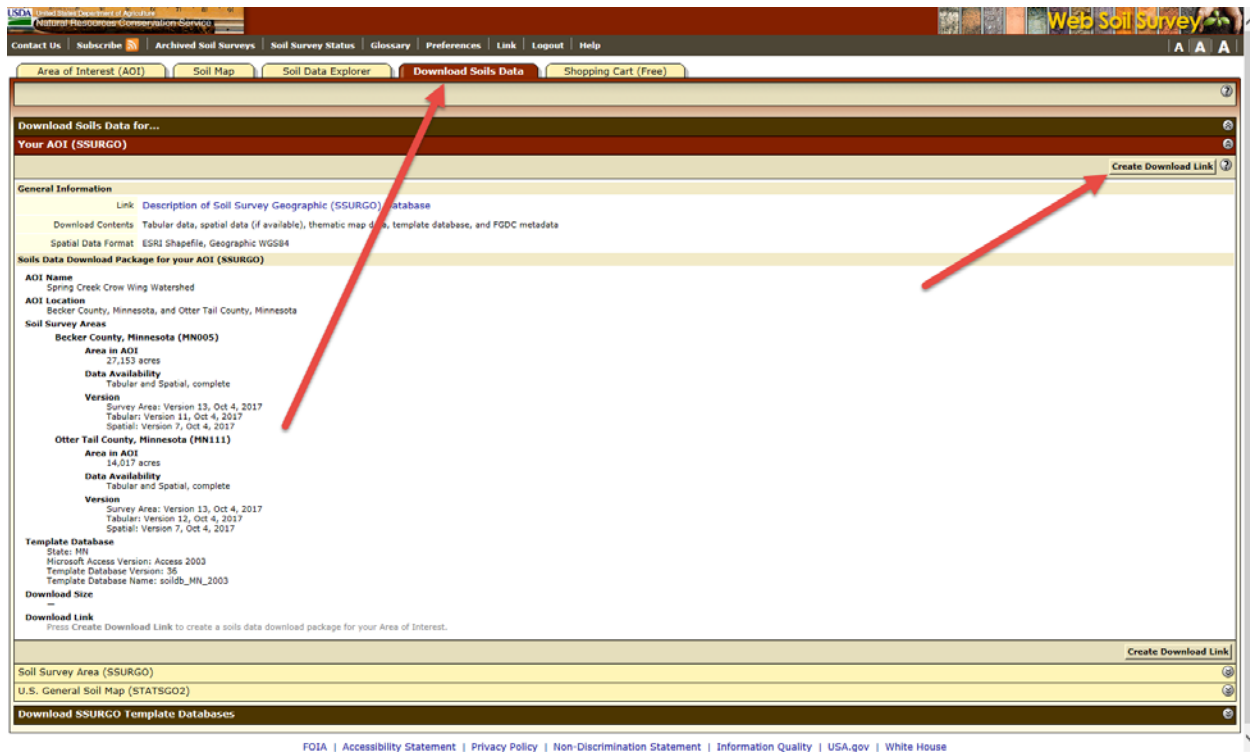 USDA United States Department of Agriculture
Natural Resources Conservation Service
Web Soil Survey
Contact Us | Subscribe | Archived Soil Surveys | Soil Survey Status | Glossary | Preferences | Link | Logout | Help
A A A
Area of Interest (AOI) Soil Map Soil Data Explorer Download Soils Data Shopping Cart (Free)
Download Soils Data for...
Your AOI (SSURGO)
Create Download Link
General Information
Link Description of Soil Survey Geographic (SSURGO) Database
Download Contents Tabular data, spatial data (if available), thematic map data, template database, and FGDC metadata
Spatial Data Format ESRI Shapefile, Geographic WGS84
Soils Data Download Package for your AOI (SSURGO)
AOI Name
Spring Creek Crow Wing Watershed
AOI Location
Becker County, Minnesota, and Otter Tail County, Minnesota
Soil Survey Areas
Becker County, Minnesota (MN005)
Area in AOI
27,153 acres
Data Availability
Tabular and Spatial, complete
Version
Survey Area: Version 13, Oct 4, 2017
Tabular: Version 11, Oct 4, 2017
Spatial: Version 7, Oct 4, 2017
Otter Tail County, Minnesota (MN111)
Area in AOI
14,017 acres
Data Availability
Tabular and Spatial, complete
Version
Survey Area: Version 13, Oct 4, 2017
Tabular: Version 12, Oct 4, 2017
Spatial: Version 7, Oct 4, 2017
Template Database
State: MN
Microsoft Access Version: Access 2003
Template Database Version: 36
Template Database Name: soildb_MN_2003
Download Size
—
Download Link
Press Create Download Link to create a soils data download package for your Area of Interest.
Create Download Link
Soil Survey Area (SSURGO)
U.S. General Soil Map (STATSGO2)
Download SSURGO Template Databases
FOIA | Accessibility Statement | Privacy Policy | Non-Discrimination Statement | Information Quality | USA.gov | White House